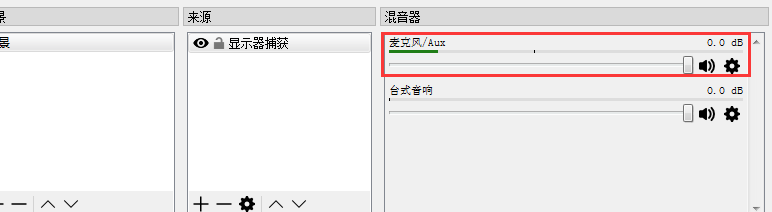 景
来源
混音器
景
显示器捕获
麦克风/Aux
0.0 dB
台式音响
0.0 dB